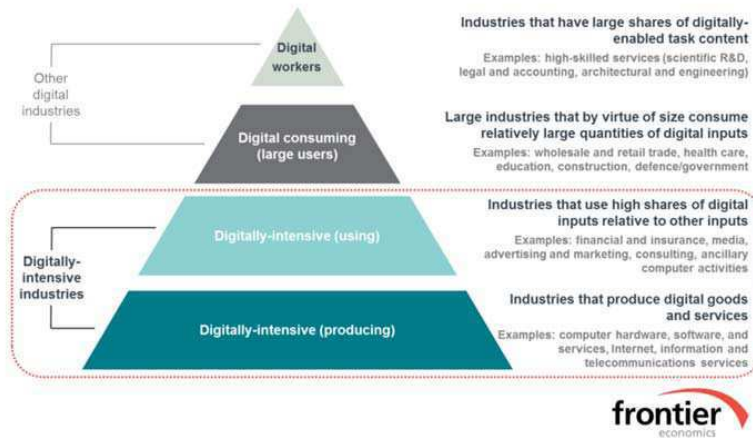 Digital
workers
Industries that have large shares of digitally-
enabled task content
Examples: high-skilled services (scientific R&D,
legal and accounting, architectural and engineering)
Other
digital
industries
Digital consuming
(large users)
Large industries that by virtue of size consume
relatively large quantities of digital inputs
Examples: wholesale and retail trade, health care,
education, construction, defence/government
Digitally-intensive (using)
Industries that use high shares of digital
inputs relative to other inputs
Examples: financial and insurance, media,
advertising and marketing, consulting, ancillary
computer activities
Digitally-
intensive
industries
Digitally-intensive (producing)
Industries that produce digital goods
and services
Examples: computer hardware, software, and
services, Internet, information and
telecommunications services
frontier
economics